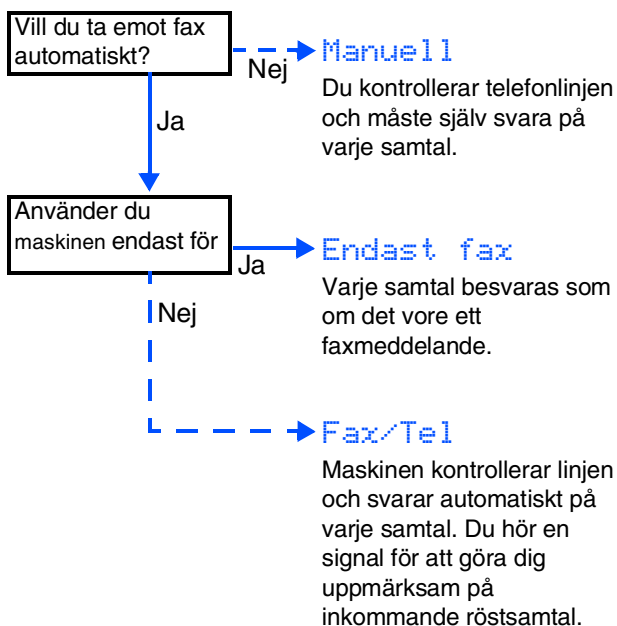 Vill du ta emot fax
automatiskt?
Nej
Manuell
Du kontrollerar telefonlinjen
och måste själv svara på
varje samtal.
Ja
Använder du
maskinen endast för
Ja
Endast fax
Varje samtal besvaras som
om det vore ett
faxmeddelande.
Nej
Fax/Tel
Maskinen kontrollerar linjen
och svarar automatiskt på
varje samtal. Du hör en
signal för att göra dig
uppmärksam på
inkommande röstsamtal.